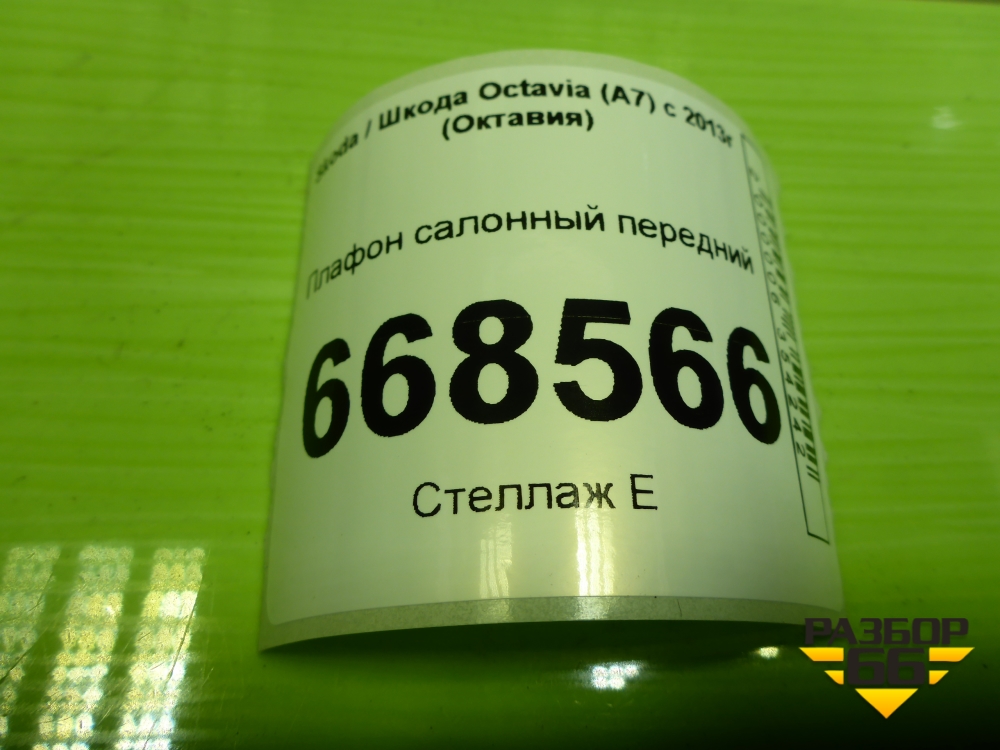 Skoda / Шкода Octavia (A7) с 2013г
(Октавия)
Плафон салонный передний
668566
Стеллаж Е
РАЗБОР
66